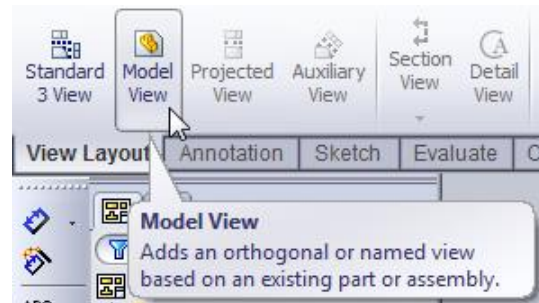 Standard 3 View
Model View
Projected View
Auxiliary View
Section View
Detail View
View Layout
Annotation
Sketch
Evaluate
Model View
Adds an orthogonal or named view
based on an existing part or assembly.